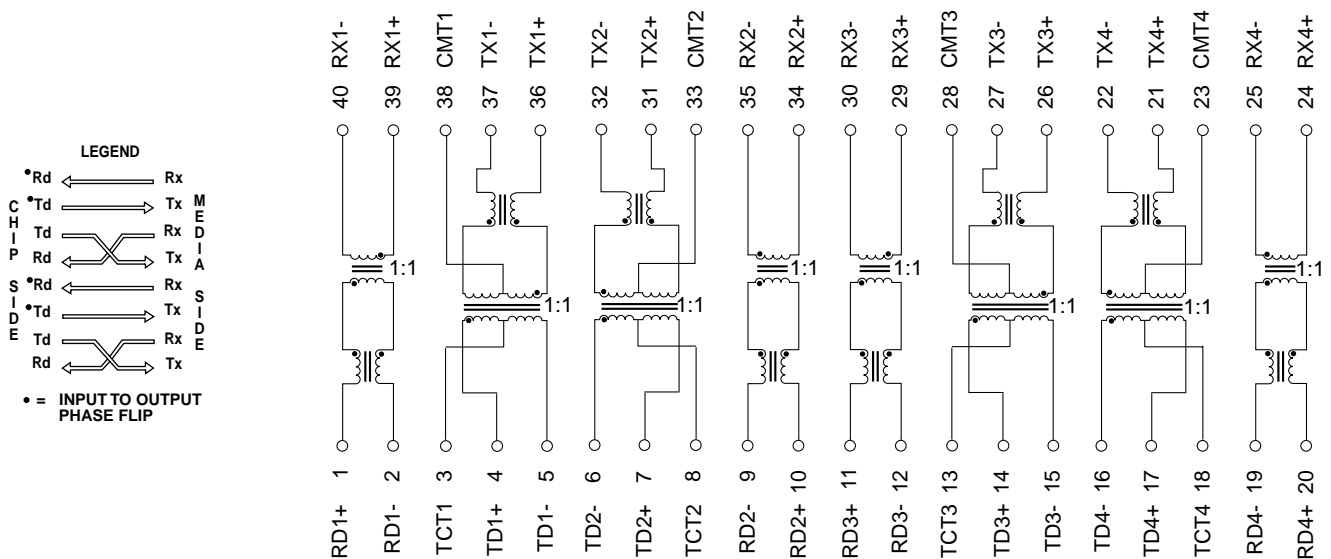 RX1-
RX1+
CMT1
TX1-
TX1+
TX2-
TX2+
CMT2
RX2-
RX2+
RX3-
RX3+
CMT3
TX3-
TX3+
TX4-
TX4+
CMT4
RX4-
RX4+
40
39
38
37
36
32
31
33
35
34
30
29
28
27
26
22
21
23
25
24
LEGEND
•Rd Rx
•Td Tx
Td Rx
Rd Tx
•Rd Rx
•Td Tx
Td Rx
Rd Tx
CHIP SIDE
MEDIA SIDE
• = INPUT TO OUTPUT
PHASE FLIP
1:1
1:1
1:1
1:1
1:1
1:1
1:1
1:1
1
2
3
4
5
6
7
8
9
10
11
12
13
14
15
16
17
18
19
20
RD1+
RD1-
TCT1
TD1+
TD1-
TD2-
TD2+
TCT2
RD2-
RD2+
RD3+
RD3-
TCT3
TD3+
TD3-
TD4-
TD4+
TCT4
RD4-
RD4+